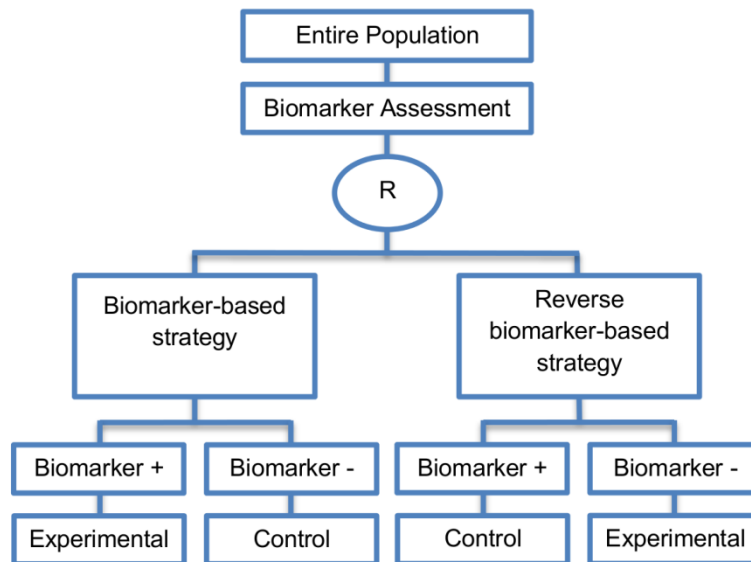 Entire Population
Biomarker Assessment
R
Biomarker-based
strategy
Reverse
biomarker-based
strategy
Biomarker +
Biomarker -
Biomarker +
Biomarker -
Experimental
Control
Control
Experimental